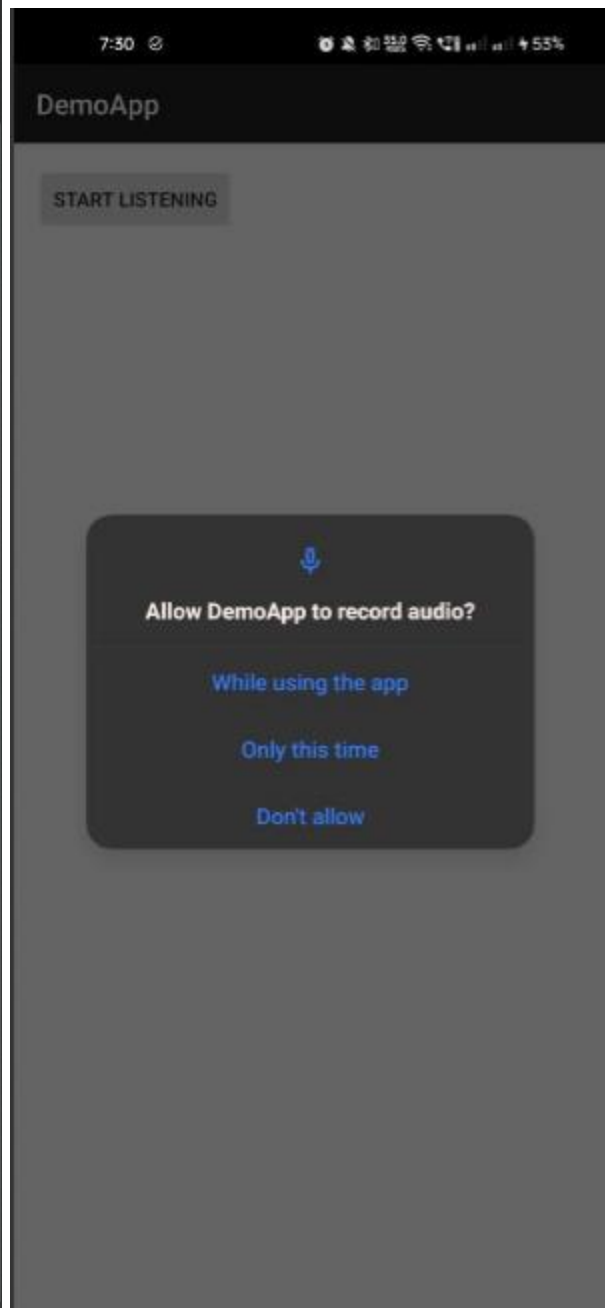 7:30 53%
DemoApp
START LISTENING
Allow DemoApp to record audio?
While using the app
Only this time
Don't allow